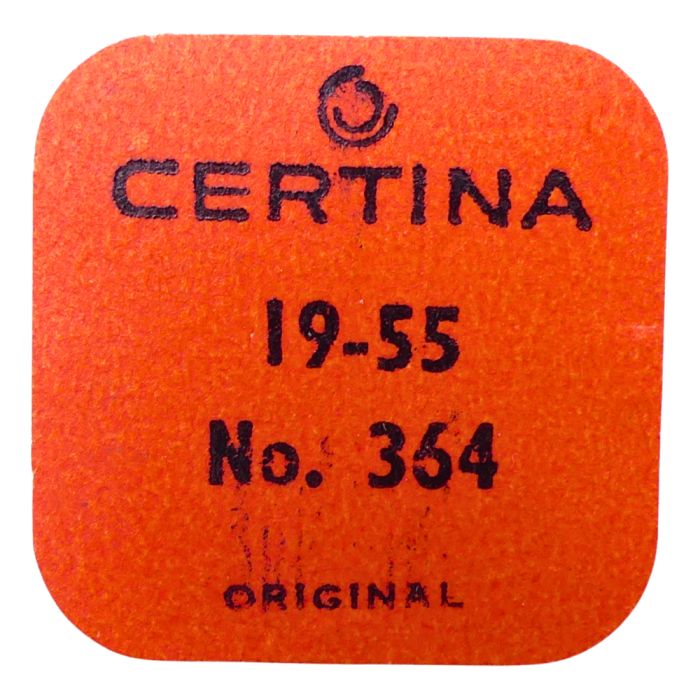 CERTINA
19-55
No. 364
ORIGINAL